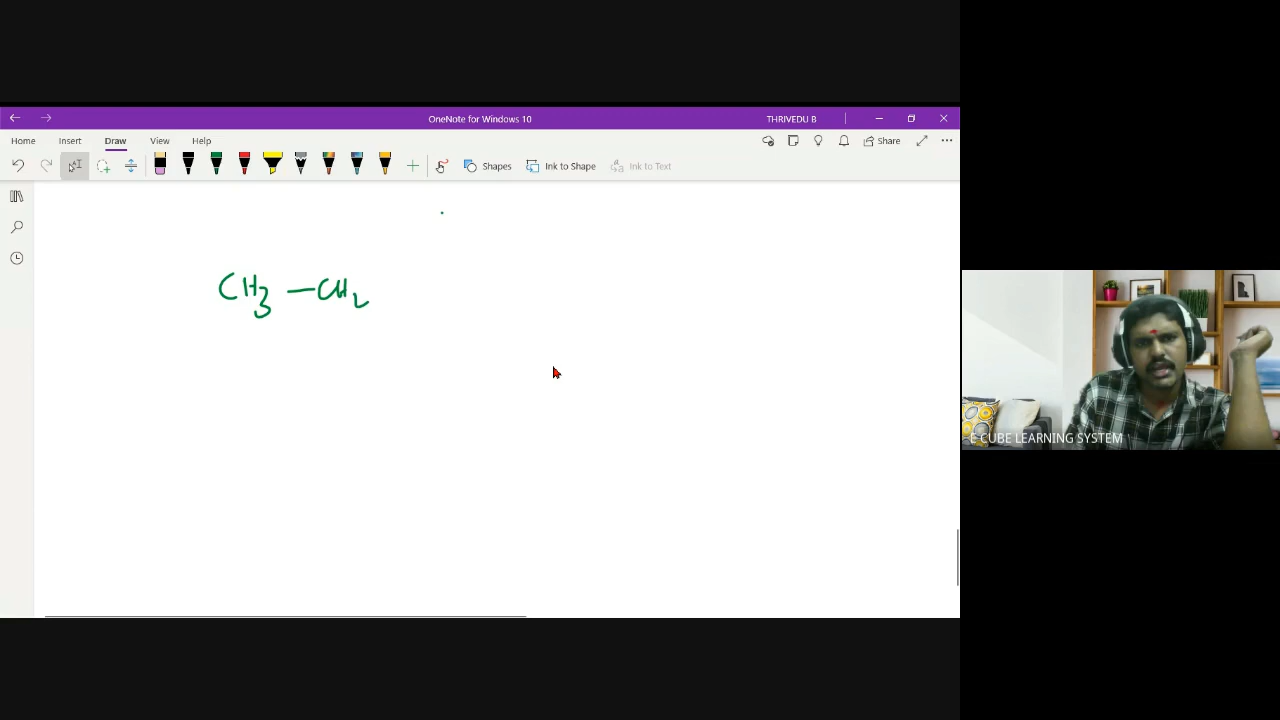 OneNote for Windows 10
THRIVEDU B
Home Insert Draw View Help
Share
Shapes Ink to Shape Ink to Text
CH3 —CH2
E CUBE LEARNING SYSTEM